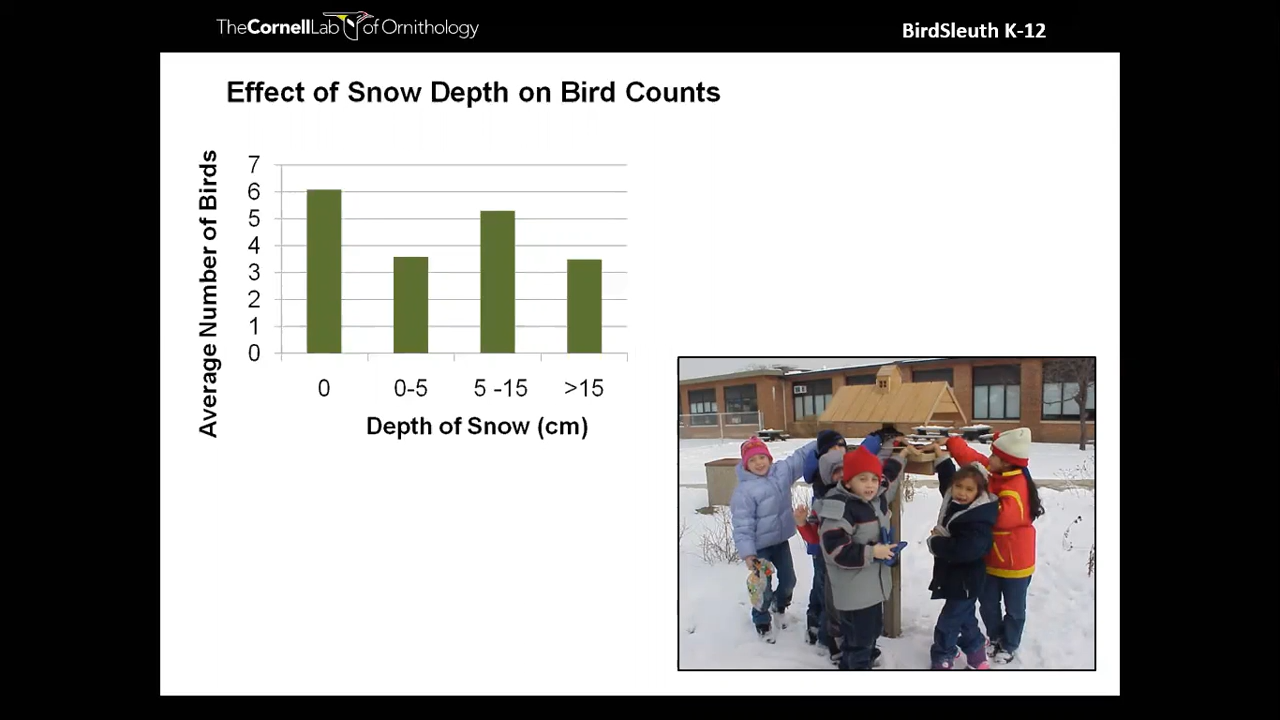 TheCornellLab of Ornithology
BirdSleuth K-12
Effect of Snow Depth on Bird Counts
Average Number of Birds
7
6
5
4
3
2
1
0
0 0-5 5 -15 >15
Depth of Snow (cm)